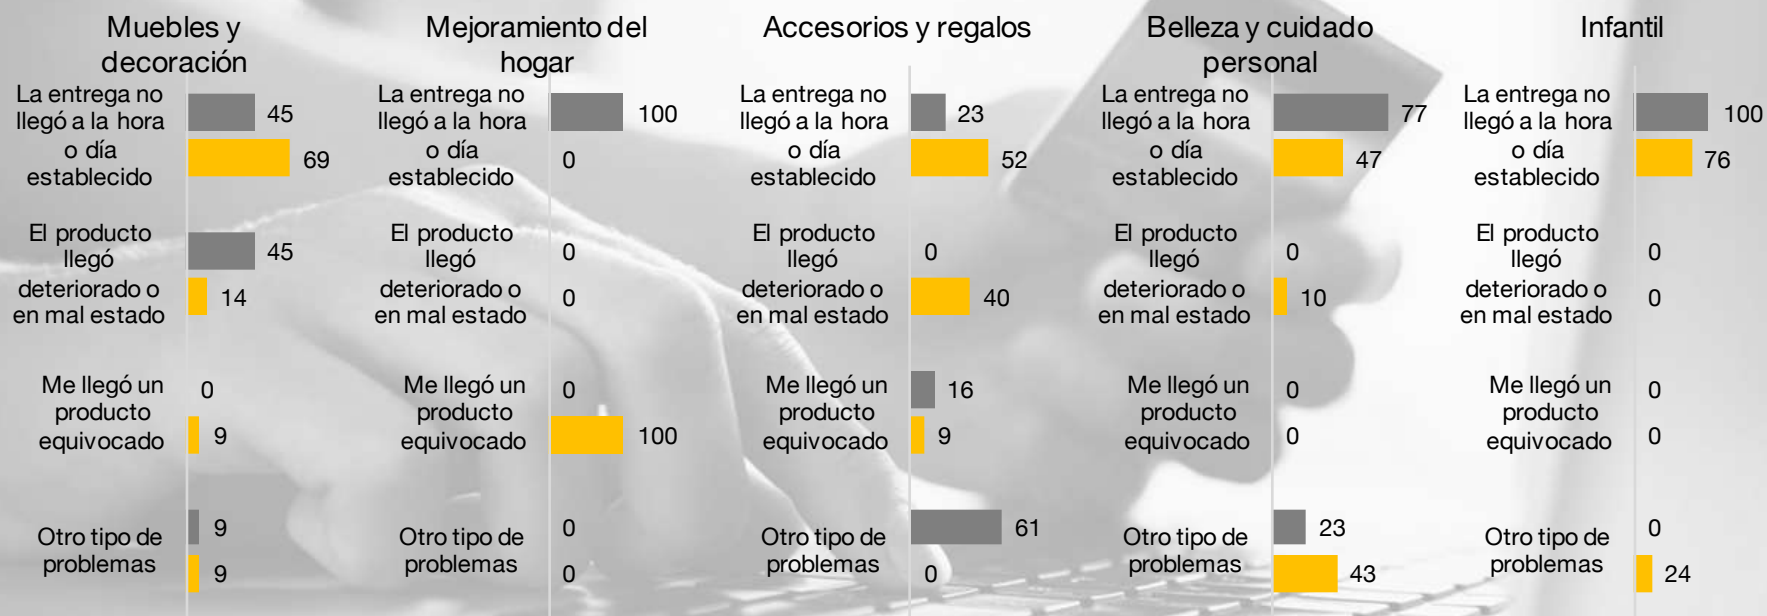 Muebles y
decoración
La entrega no
llegó a la hora
o día
establecido
45
69
El producto
llegó
deteriorado o
en mal estado
45
14
Me llegó un
producto
equivocado
0
9
Otro tipo de
problemas
9
9
Mejoramiento del
hogar
La entrega no
llegó a la hora
o día
establecido
100
0
El producto
llegó
deteriorado o
en mal estado
0
0
Me llegó un
producto
equivocado
0
100
Otro tipo de
problemas
0
0
Accesorios y regalos
La entrega no
llegó a la hora
o día
establecido
23
52
El producto
llegó
deteriorado o
en mal estado
0
40
Me llegó un
producto
equivocado
16
9
Otro tipo de
problemas
61
0
Belleza y cuidado
personal
La entrega no
llegó a la hora
o día
establecido
77
47
El producto
llegó
deteriorado o
en mal estado
0
10
Me llegó un
producto
equivocado
0
0
Otro tipo de
problemas
23
43
Infantil
La entrega no
llegó a la hora
o día
establecido
100
76
El producto
llegó
deteriorado o
en mal estado
0
0
Me llegó un
producto
equivocado
0
0
Otro tipo de
problemas
0
24